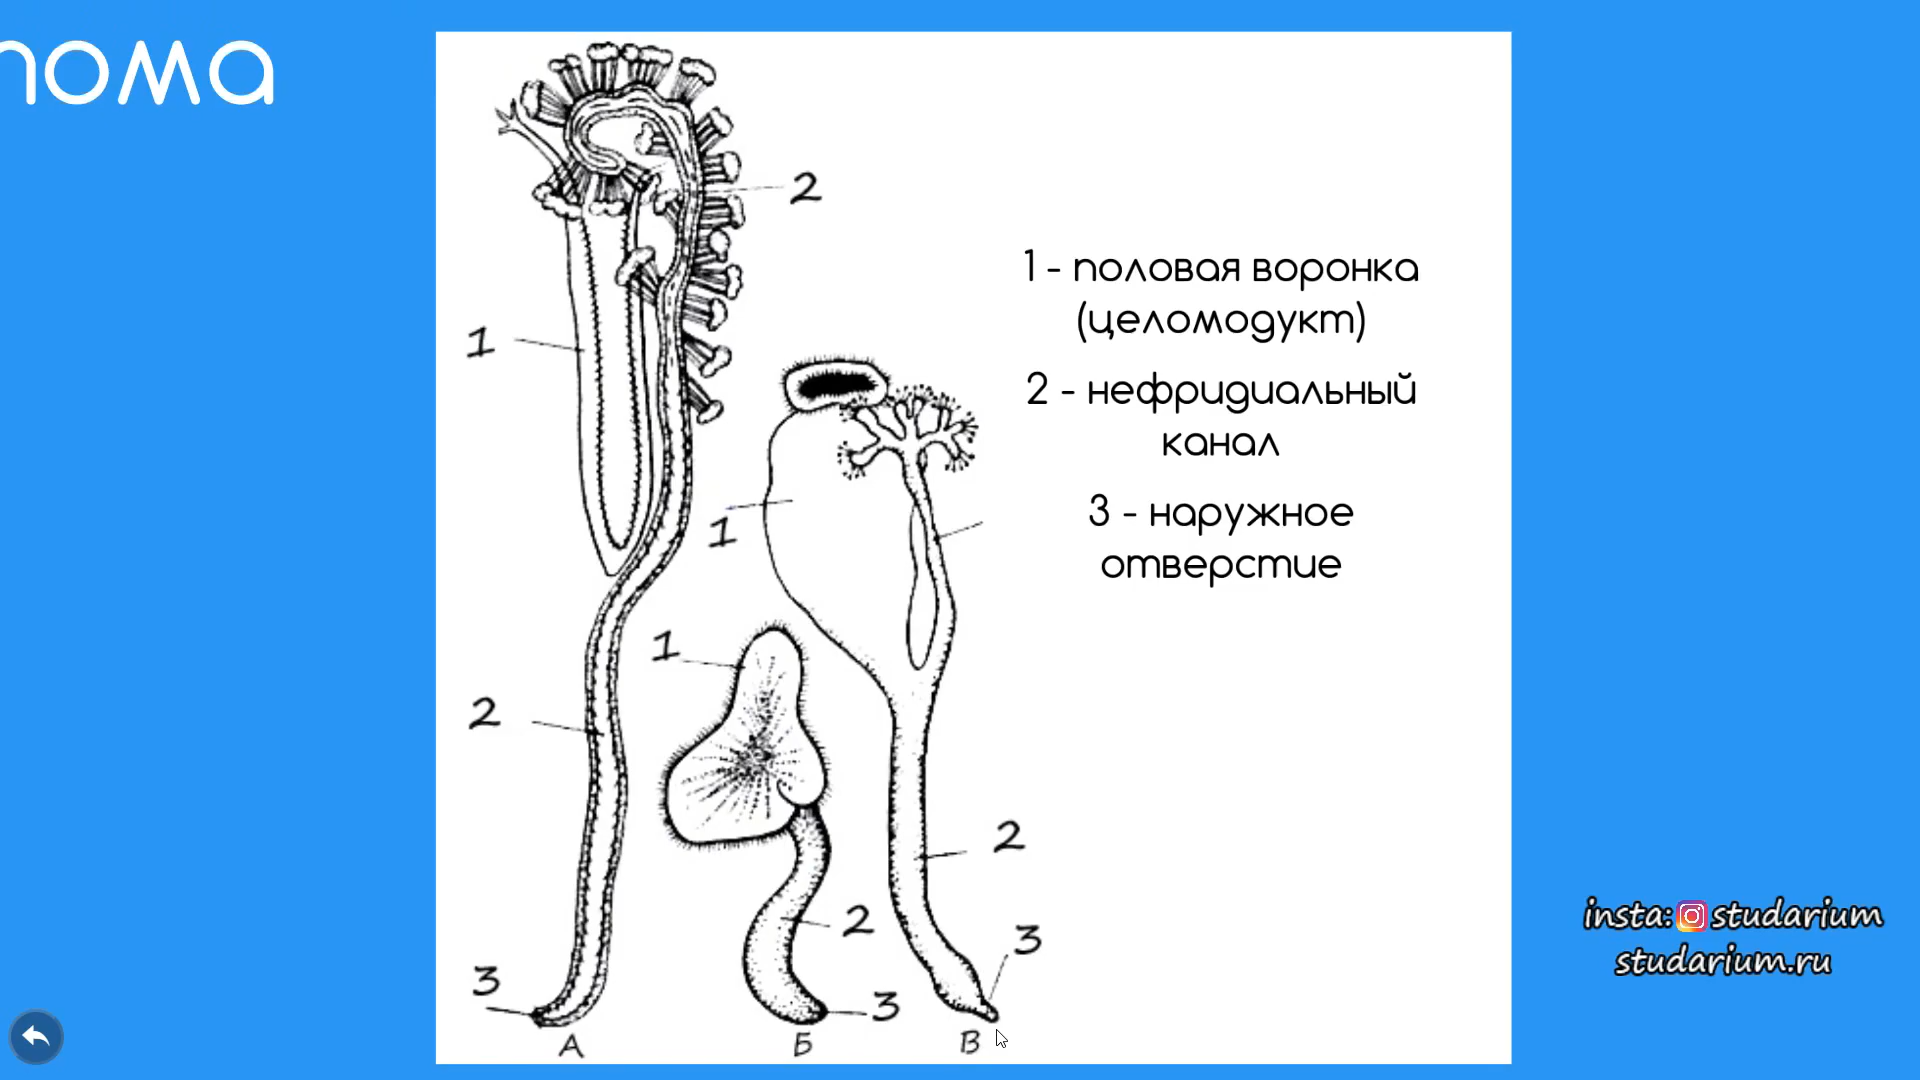 пома
2
1
1 - половая воронка
(целомодукт)
2 - нефридиальный
канал
1
3 - наружное
отверстие
1
2
2
2
3
3
3
А
Б
В
insta: studarium
studarium.ru